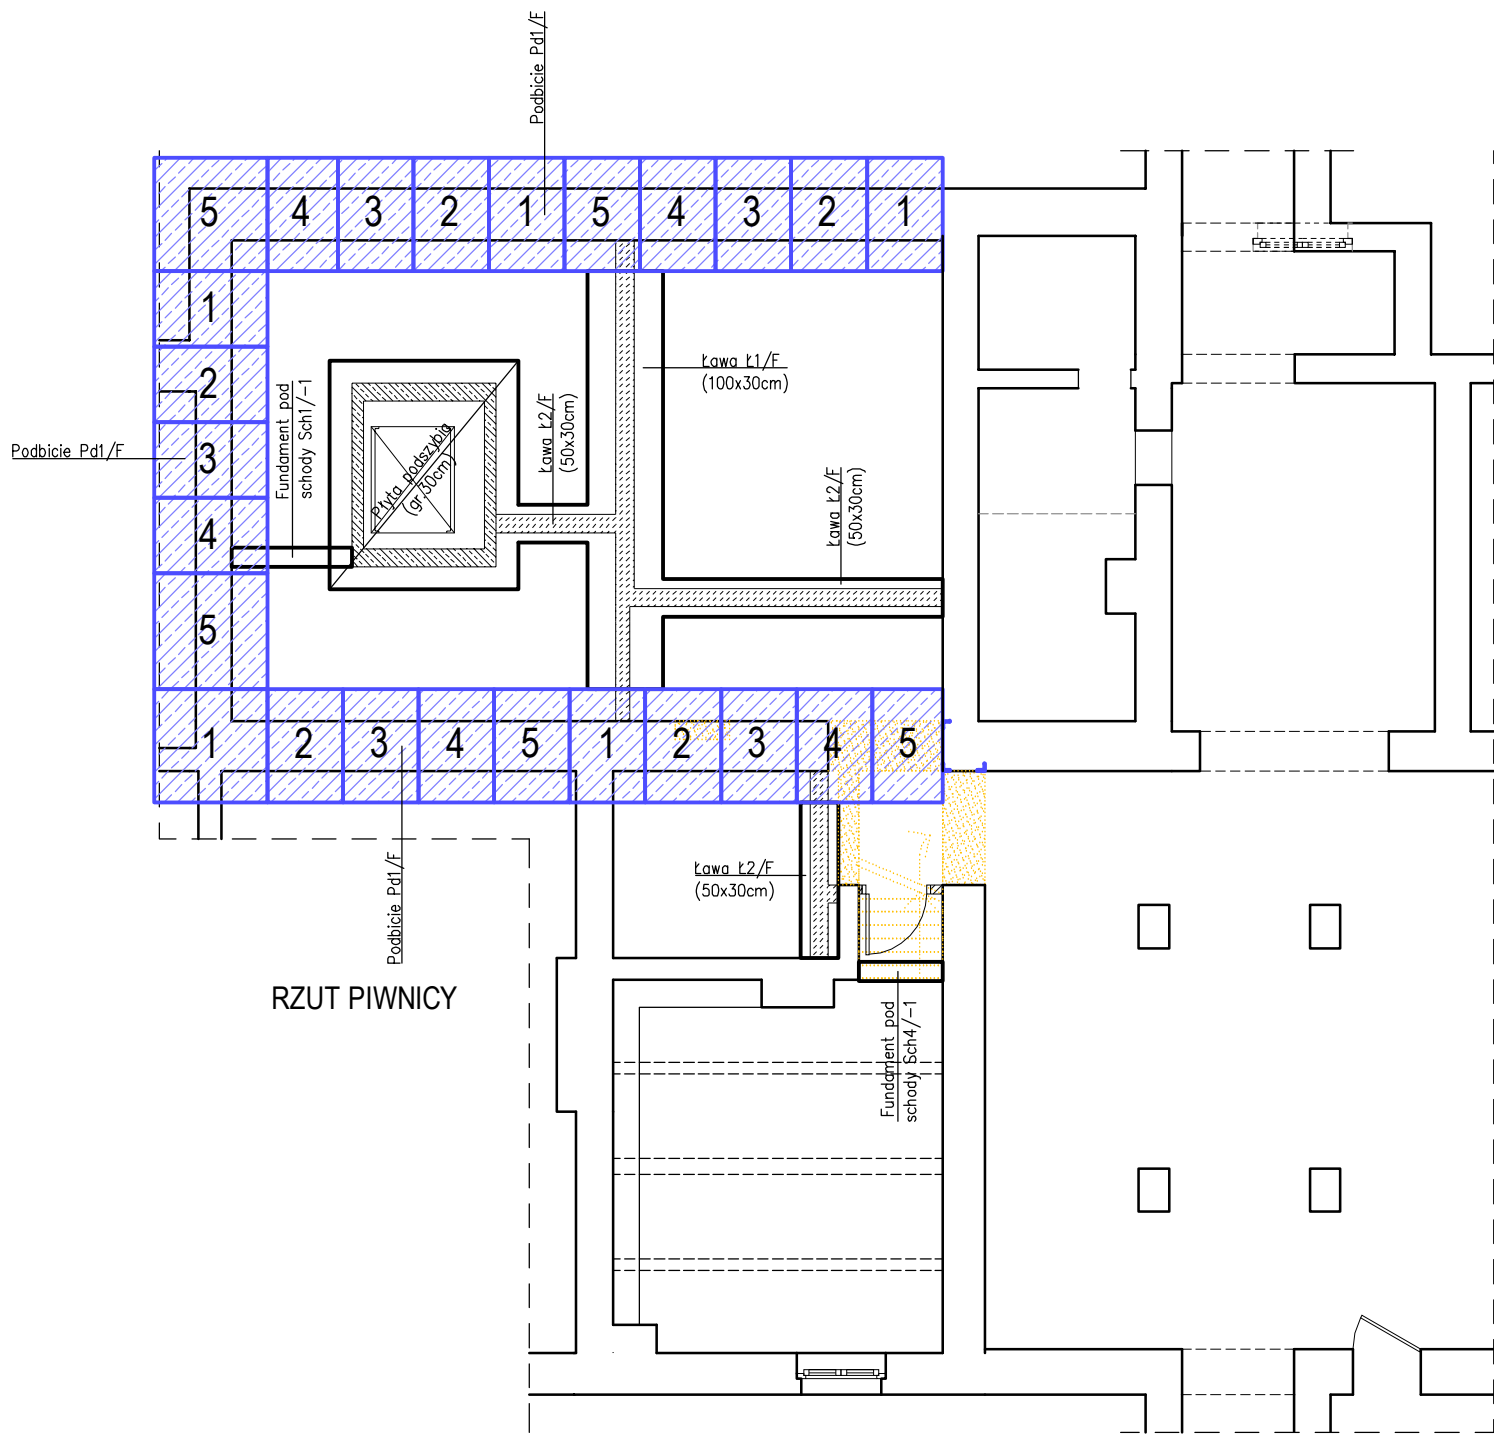 Podbicie Pd1/F
5 4 3 2 1 5 4 3 2 1
1
2
3
4
5
Podbicie Pd1/F
Fundament pod
schody Sch1/-1
Płyta podszybia
(gr.30cm)
Ława Ł2/F
(50x30cm)
Ława Ł1/F
(100x30cm)
Ława Ł2/F
(50x30cm)
1 2 3 4 5 1 2 3 4 5
Podbicie Pd1/F
Ława Ł2/F
(50x30cm)
Fundament pod
schody Sch4/-1
RZUT PIWNICY